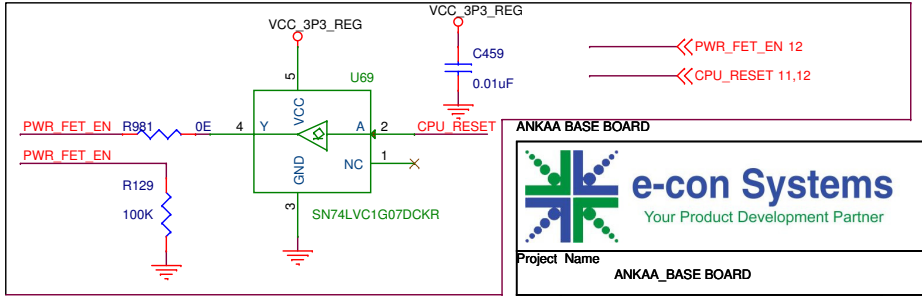 VCC_3P3_REG
VCC_3P3_REG
C459
0.01uF
PWR_FET_EN 12
CPU_RESET 11,12
U69
5
VCC
PWR_FET_EN R981 0E 4 Y A 2 CPU_RESET
PWR_FET_EN
NC 1
GND
R129
100K
3
SN74LVC1G07DCKR
ANKAA BASE BOARD
e-con Systems
Your Product Development Partner
Project Name
ANKAA_BASE BOARD